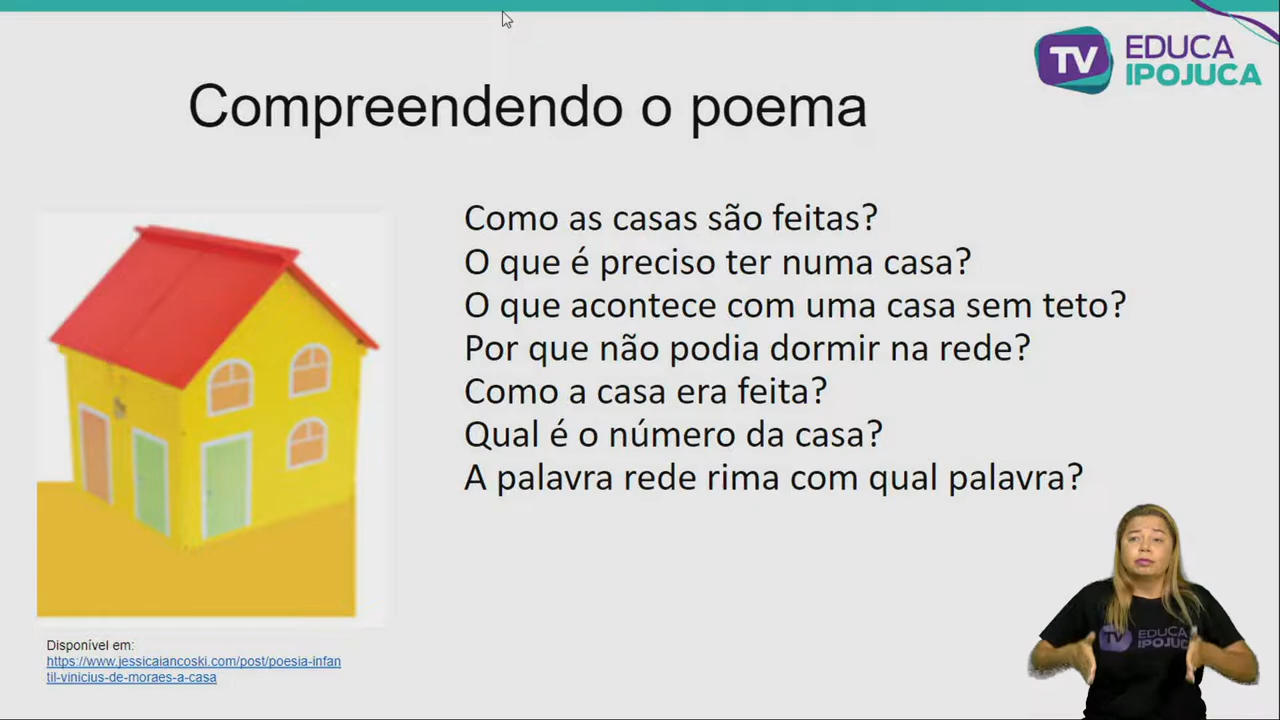 TV EDUCA
IPOJUCA
Compreendendo o poema
Como as casas são feitas?
O que é preciso ter numa casa?
O que acontece com uma casa sem teto?
Por que não podia dormir na rede?
Como a casa era feita?
Qual é o número da casa?
A palavra rede rima com qual palavra?
Disponível em:
https://www.jessicaiancoski.com/post/poesia-infan
til-vinicius-de-moraes-a-casa
TV EDUCA
IPOJUCA